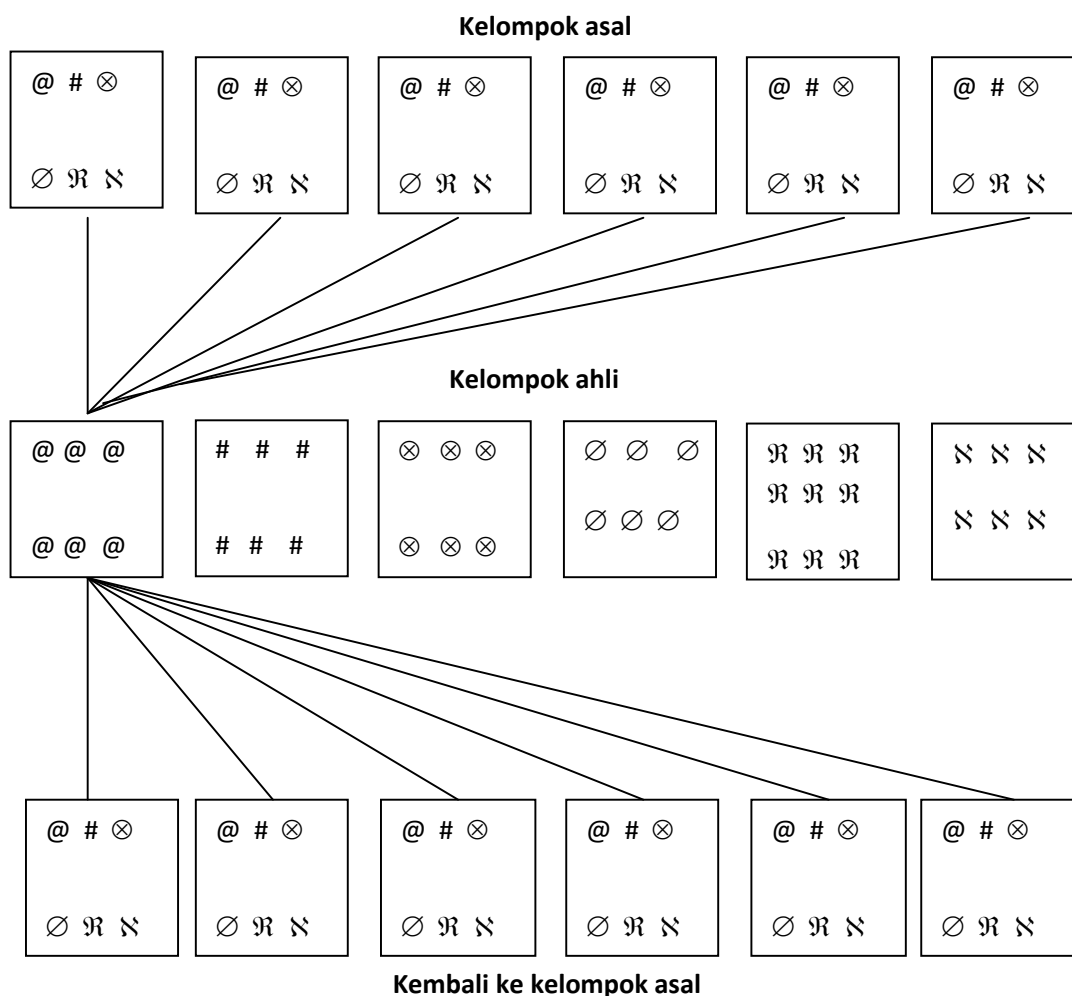 Kelompok asal
@ # ⊗ @ # ⊗ @ # ⊗ @ # ⊗ @ # ⊗ @ # ⊗
∅ ℜ ℵ ∅ ℜ ℵ ∅ ℜ ℵ ∅ ℜ ℵ ∅ ℜ ℵ ∅ ℜ ℵ
Kelompok ahli
@ @ @
@ @ @
# # #
# # #
⊗ ⊗ ⊗
⊗ ⊗ ⊗
∅ ∅ ∅
∅ ∅ ∅
ℜ ℜ ℜ
ℜ ℜ ℜ
ℜ ℜ ℜ
ℵ ℵ ℵ
ℵ ℵ ℵ
@ # ⊗ @ # ⊗ @ # ⊗ @ # ⊗ @ # ⊗ @ # ⊗
∅ ℜ ℵ ∅ ℜ ℵ ∅ ℜ ℵ ∅ ℜ ℵ ∅ ℜ ℵ ∅ ℜ ℵ
Kembali ke kelompok asal